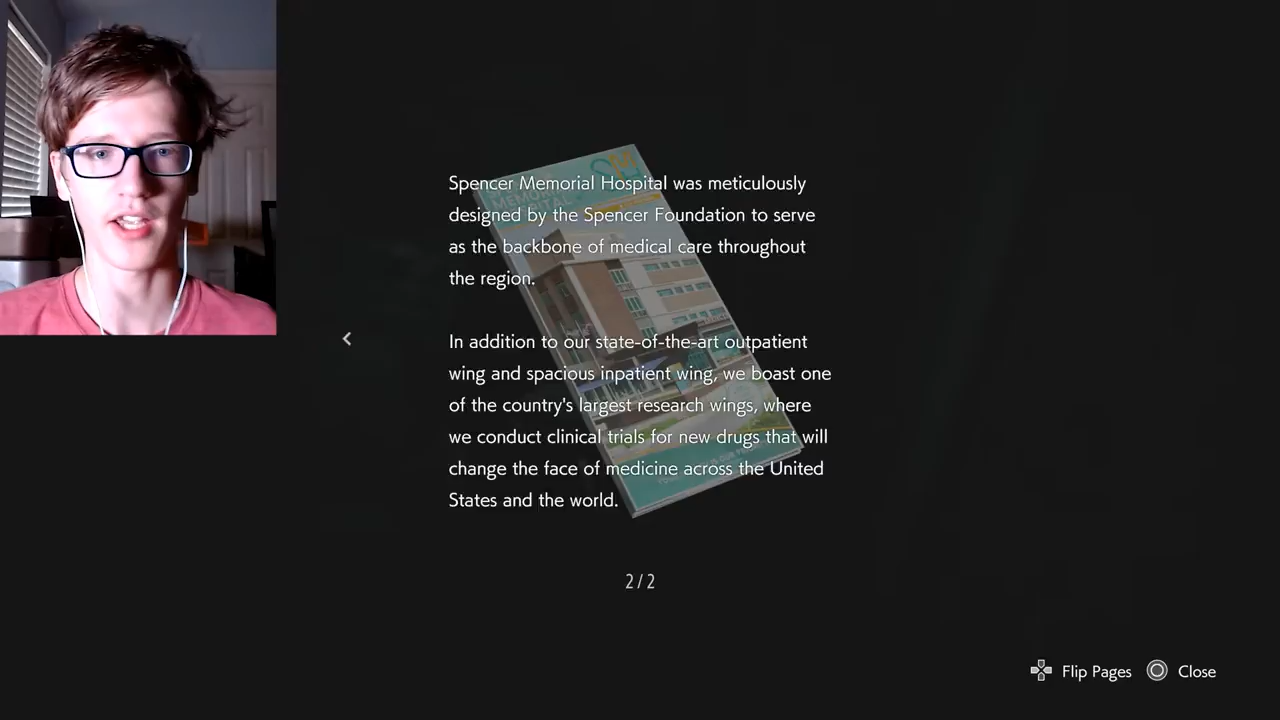 Spencer Memorial Hospital was meticulously
designed by the Spencer Foundation to serve
as the backbone of medical care throughout
the region.
In addition to our state-of-the-art outpatient
wing and spacious inpatient wing, we boast one
of the country's largest research wings, where
we conduct clinical trials for new drugs that will
change the face of medicine across the United
States and the world.
2 / 2
Flip Pages
Close